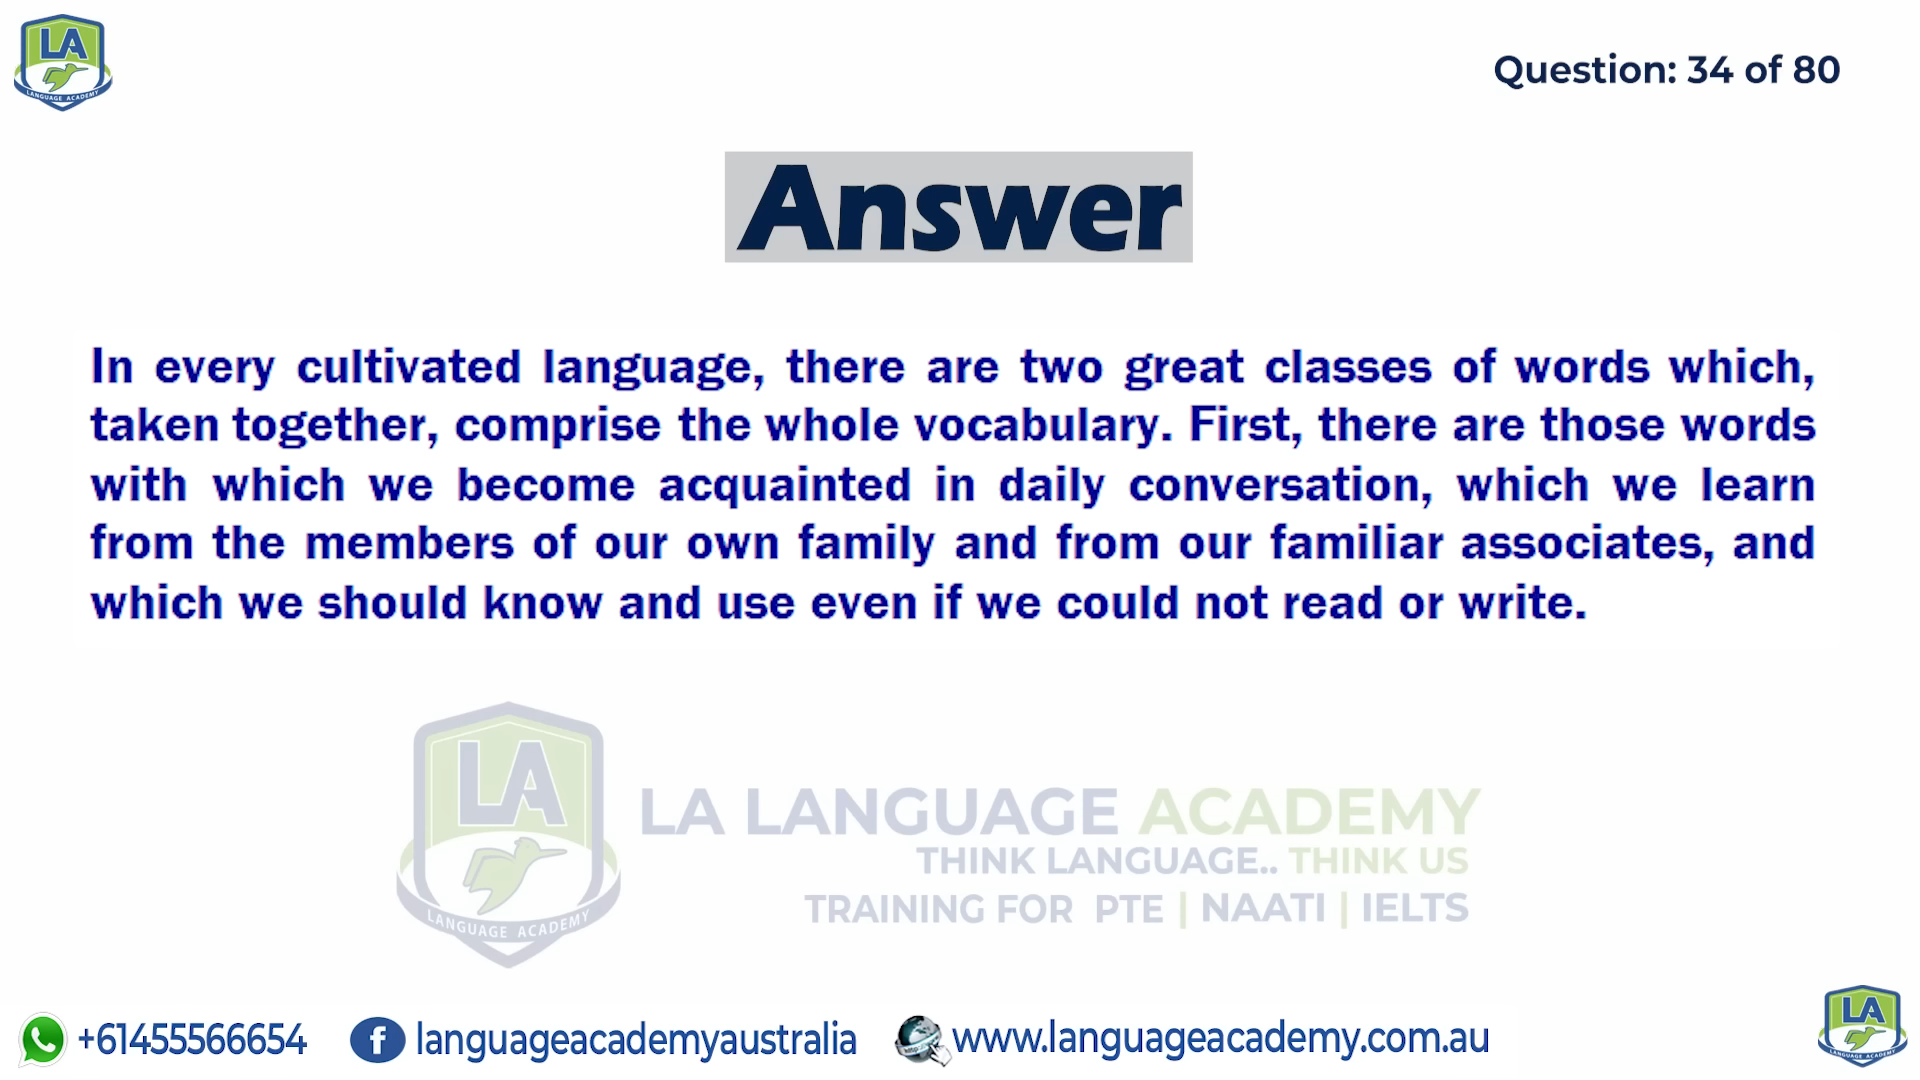 LA
LANGUAGE ACADEMY
Question: 34 of 80
Answer
In every cultivated language, there are two great classes of words which,
taken together, comprise the whole vocabulary. First, there are those words
with which we become acquainted in daily conversation, which we learn
from the members of our own family and from our familiar associates, and
which we should know and use even if we could not read or write.
LA
LANGUAGE ACADEMY
LA LANGUAGE ACADEMY
THINK LANGUAGE.. THINK US
TRAINING FOR PTE | NAATI | IELTS
+61455566654
languageacademyaustralia
www.languageacademy.com.au
LA
LANGUAGE ACADEMY